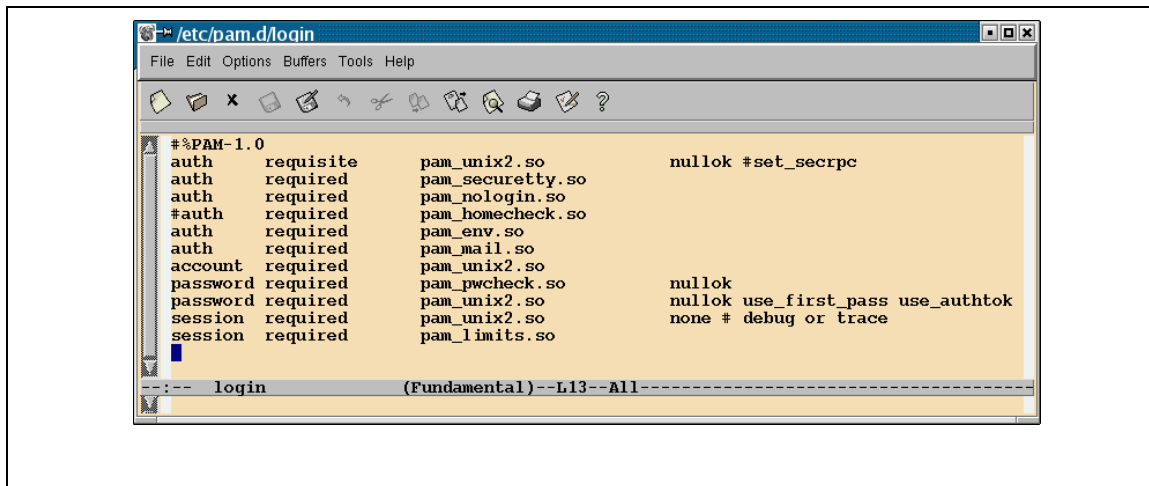 /etc/pam.d/login
File Edit Options Buffers Tools Help
#%PAM-1.0
auth requisite pam_unix2.so nullok #set_secrpc
auth required pam_securetty.so
auth required pam_nologin.so
#auth required pam_homecheck.so
auth required pam_env.so
auth required pam_mail.so
account required pam_unix2.so
password required pam_pwcheck.so nullok
password required pam_unix2.so nullok use_first_pass use_authtok
session required pam_unix2.so none # debug or trace
session required pam_limits.so
--:-- login (Fundamental)--L13--All--------------------------------------